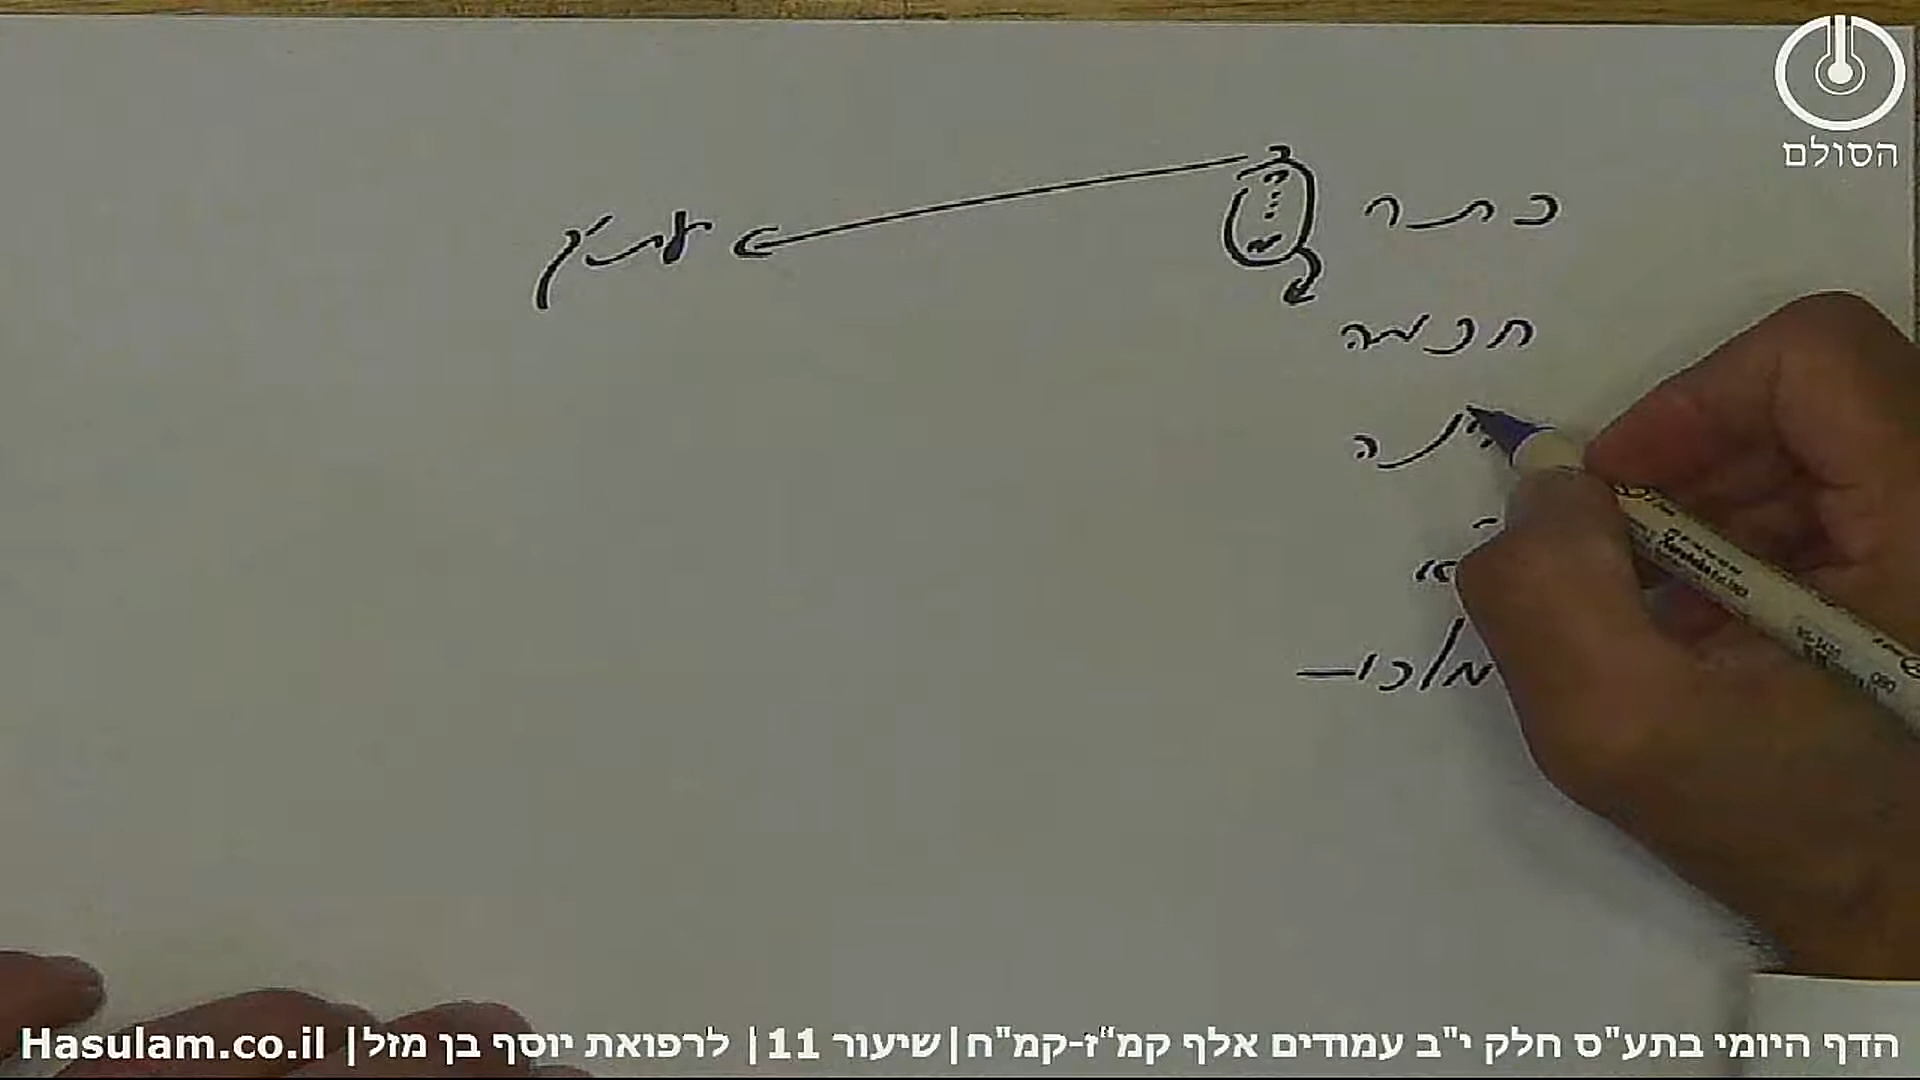 הסולם
כתר
עתיק
חכמה
מלכו
הדף היומי בתע"ס חלק י"ב עמודים אלף קמ"ז-קמ"ח|שיעור 11| לרפואת יוסף בן מזל| Hasulam.co.il